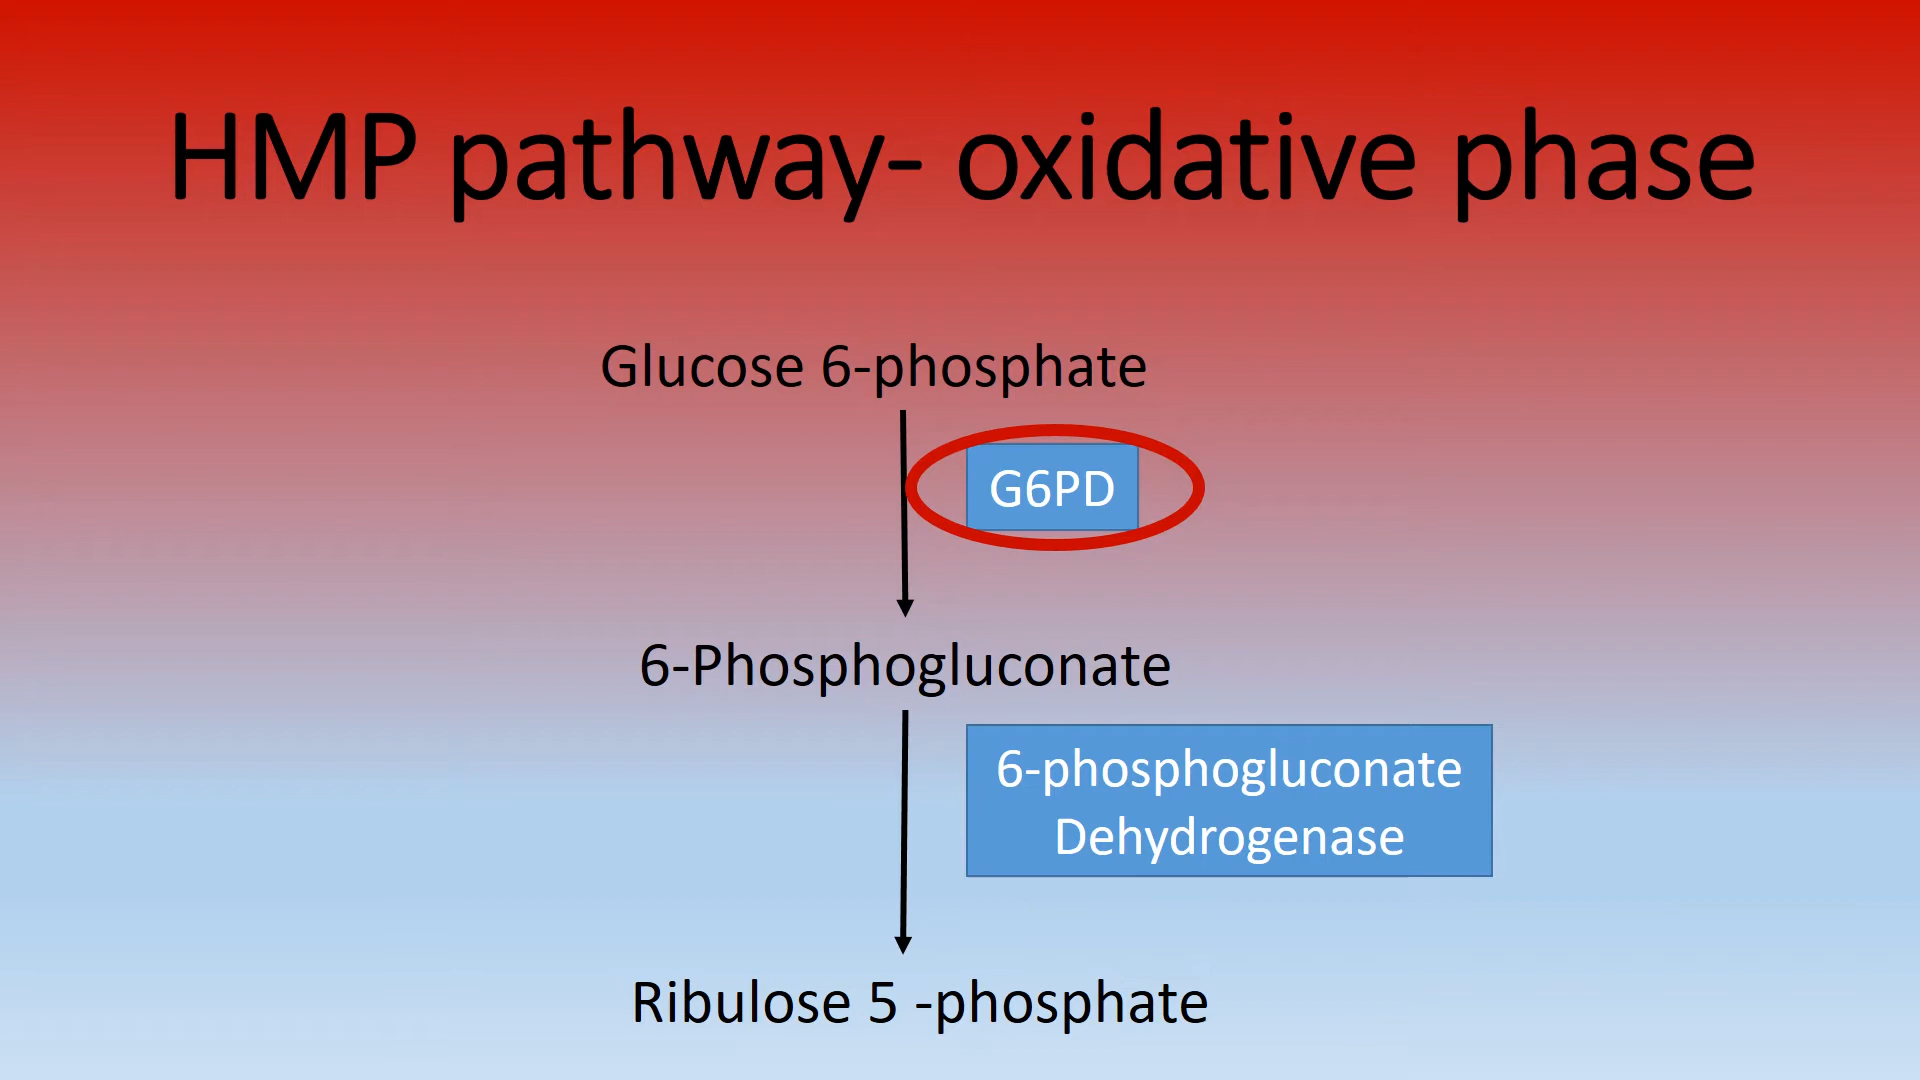 HMP pathway- oxidative phase
Glucose 6-phosphate
G6PD
6-Phosphogluconate
6-phosphogluconate
Dehydrogenase
Ribulose 5 -phosphate